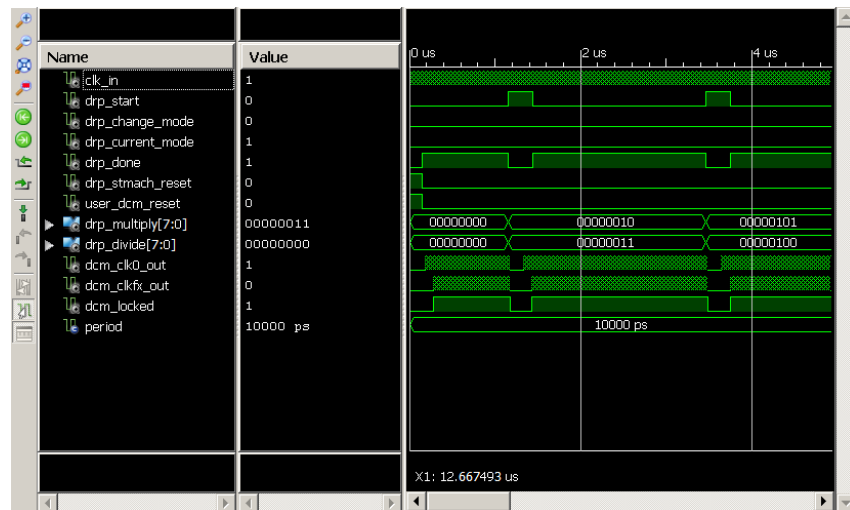 Name Value 0 us 2 us 4 us
clk_in 1
drp_start 0
drp_change_mode 0
drp_current_mode 1
drp_done 1
drp_stmach_reset 0
user_dcm_reset 0
drp_multiply[7:0] 00000011 00000000 00000010 00000101
drp_divide[7:0] 00000000 00000000 00000011 00000100
dcm_clk0_out 1
dcm_clkfx_out 0
dcm_locked 1
period 10000 ps 10000 ps
X1: 12.667493 us